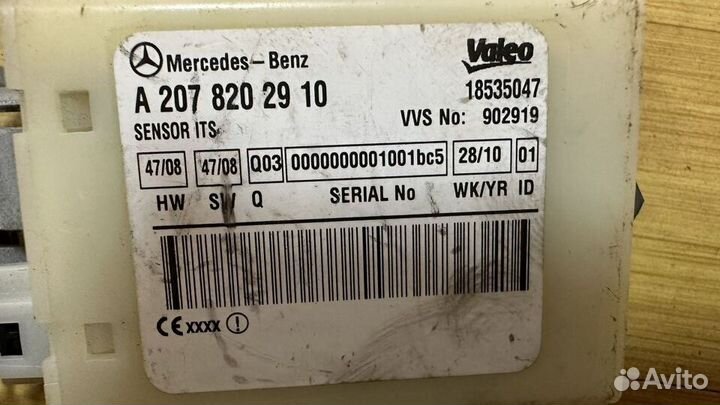 Mercedes-Benz
Valeo
A 207 820 29 10
18535047
SENSOR ITS
VVS No: 902919
47/08 47/08 Q03 0000000001001bc5 28/10 01
HW SW Q SERIAL No WK/YR ID
CE xxxx
Avito